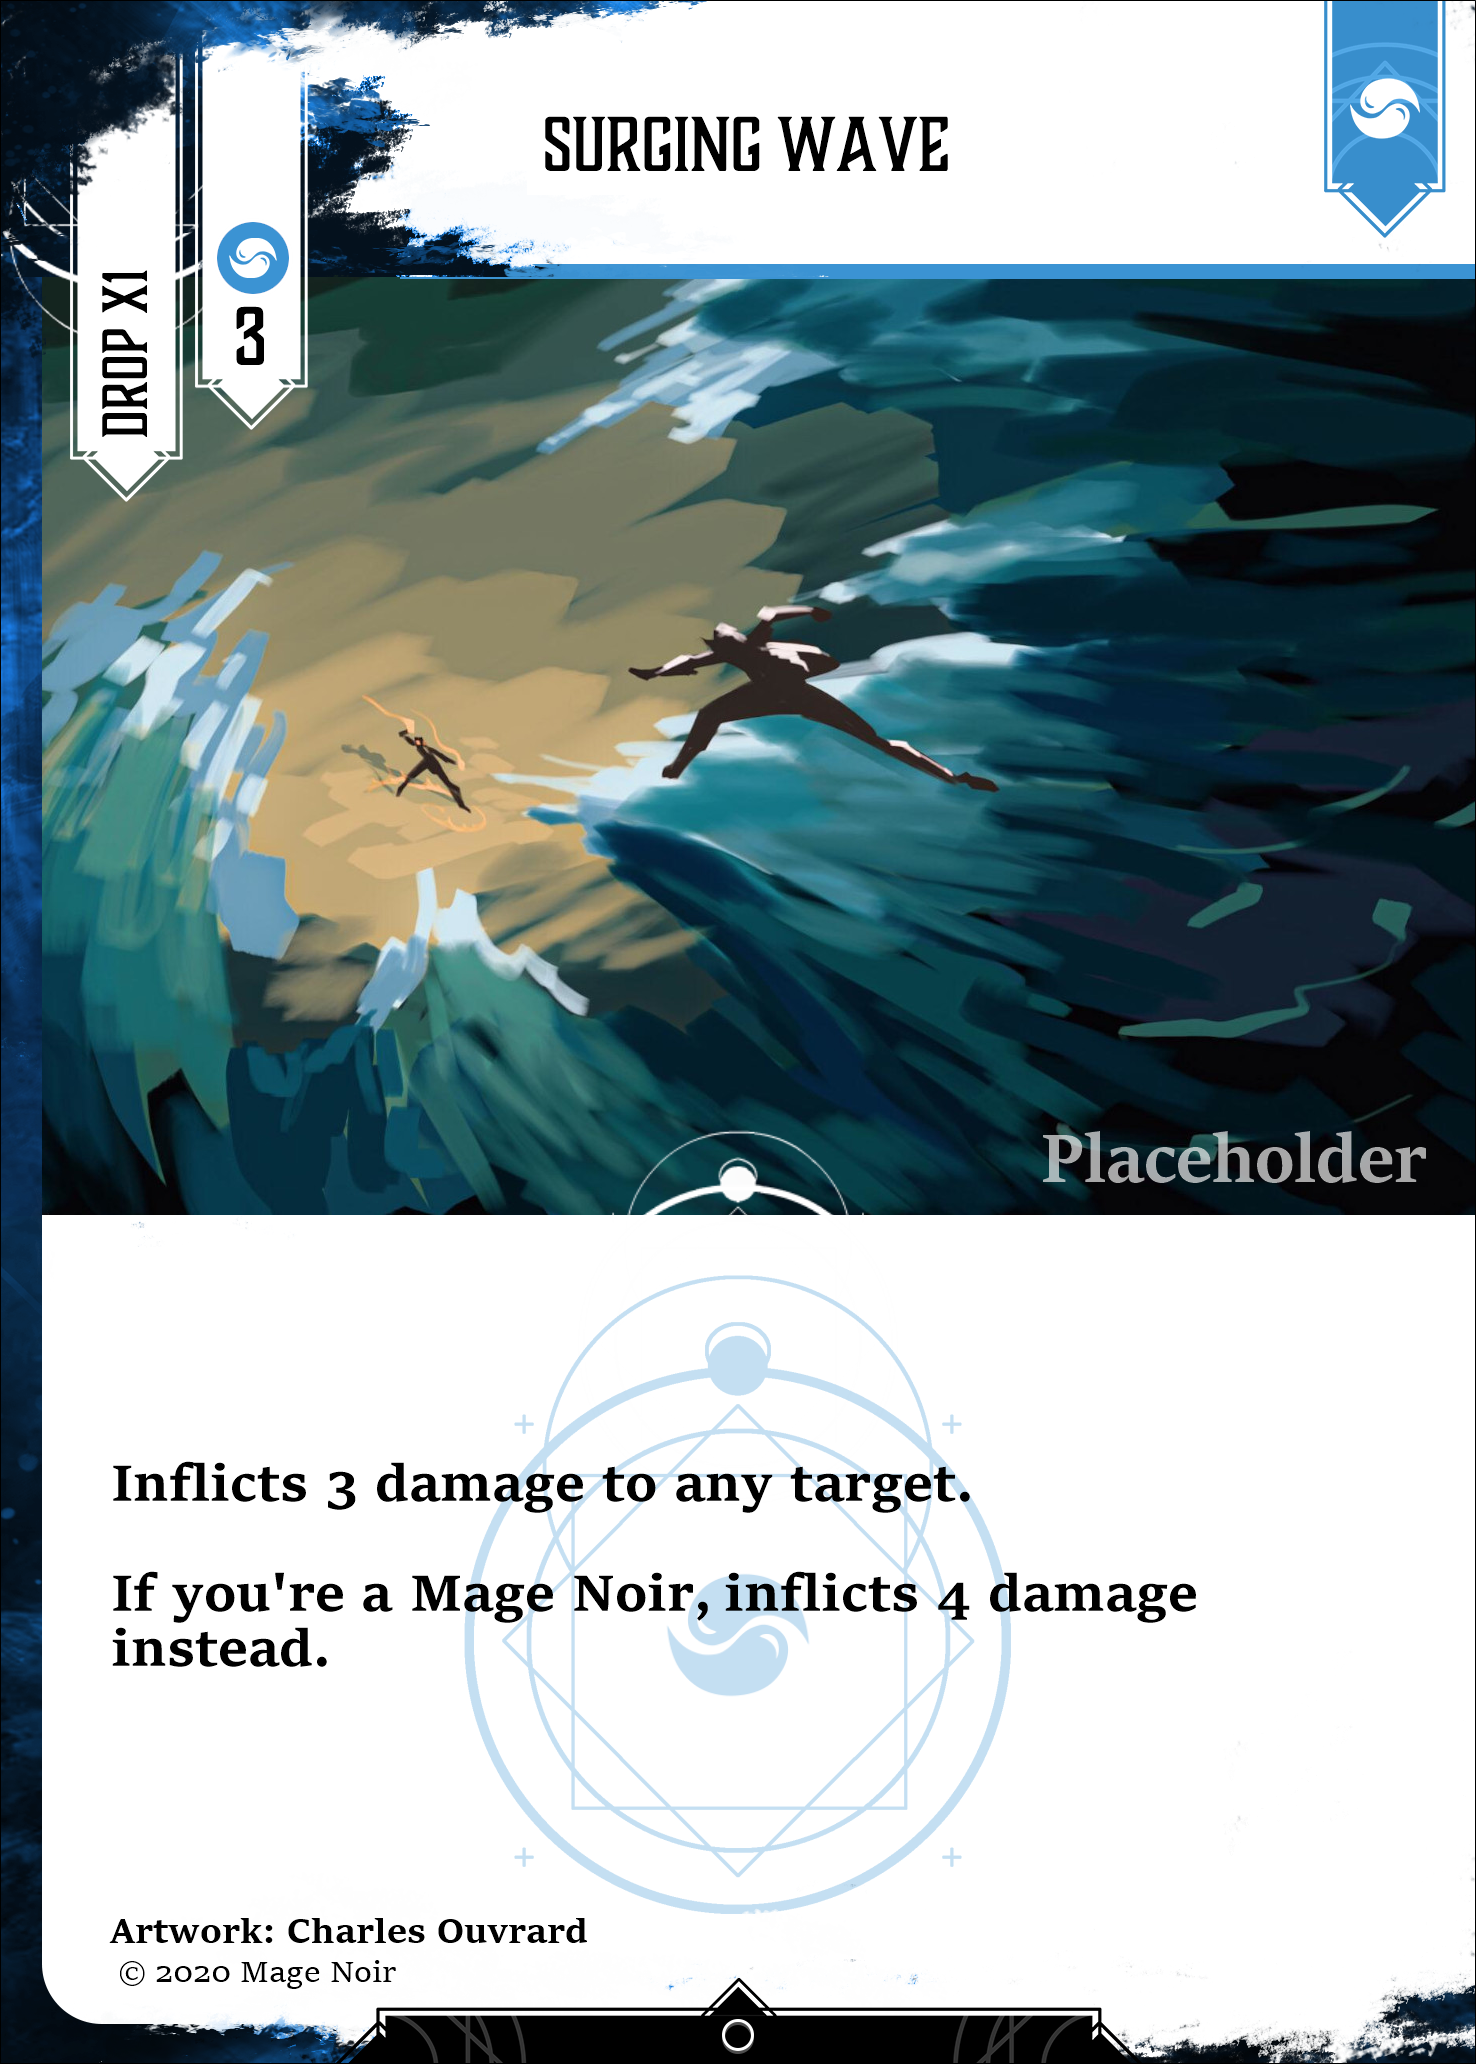 SURGING WAVE
DROP X1
3
Placeholder
Inflicts 3 damage to any target.
If you're a Mage Noir, inflicts 4 damage
instead.
Artwork: Charles Ouvrard
© 2020 Mage Noir